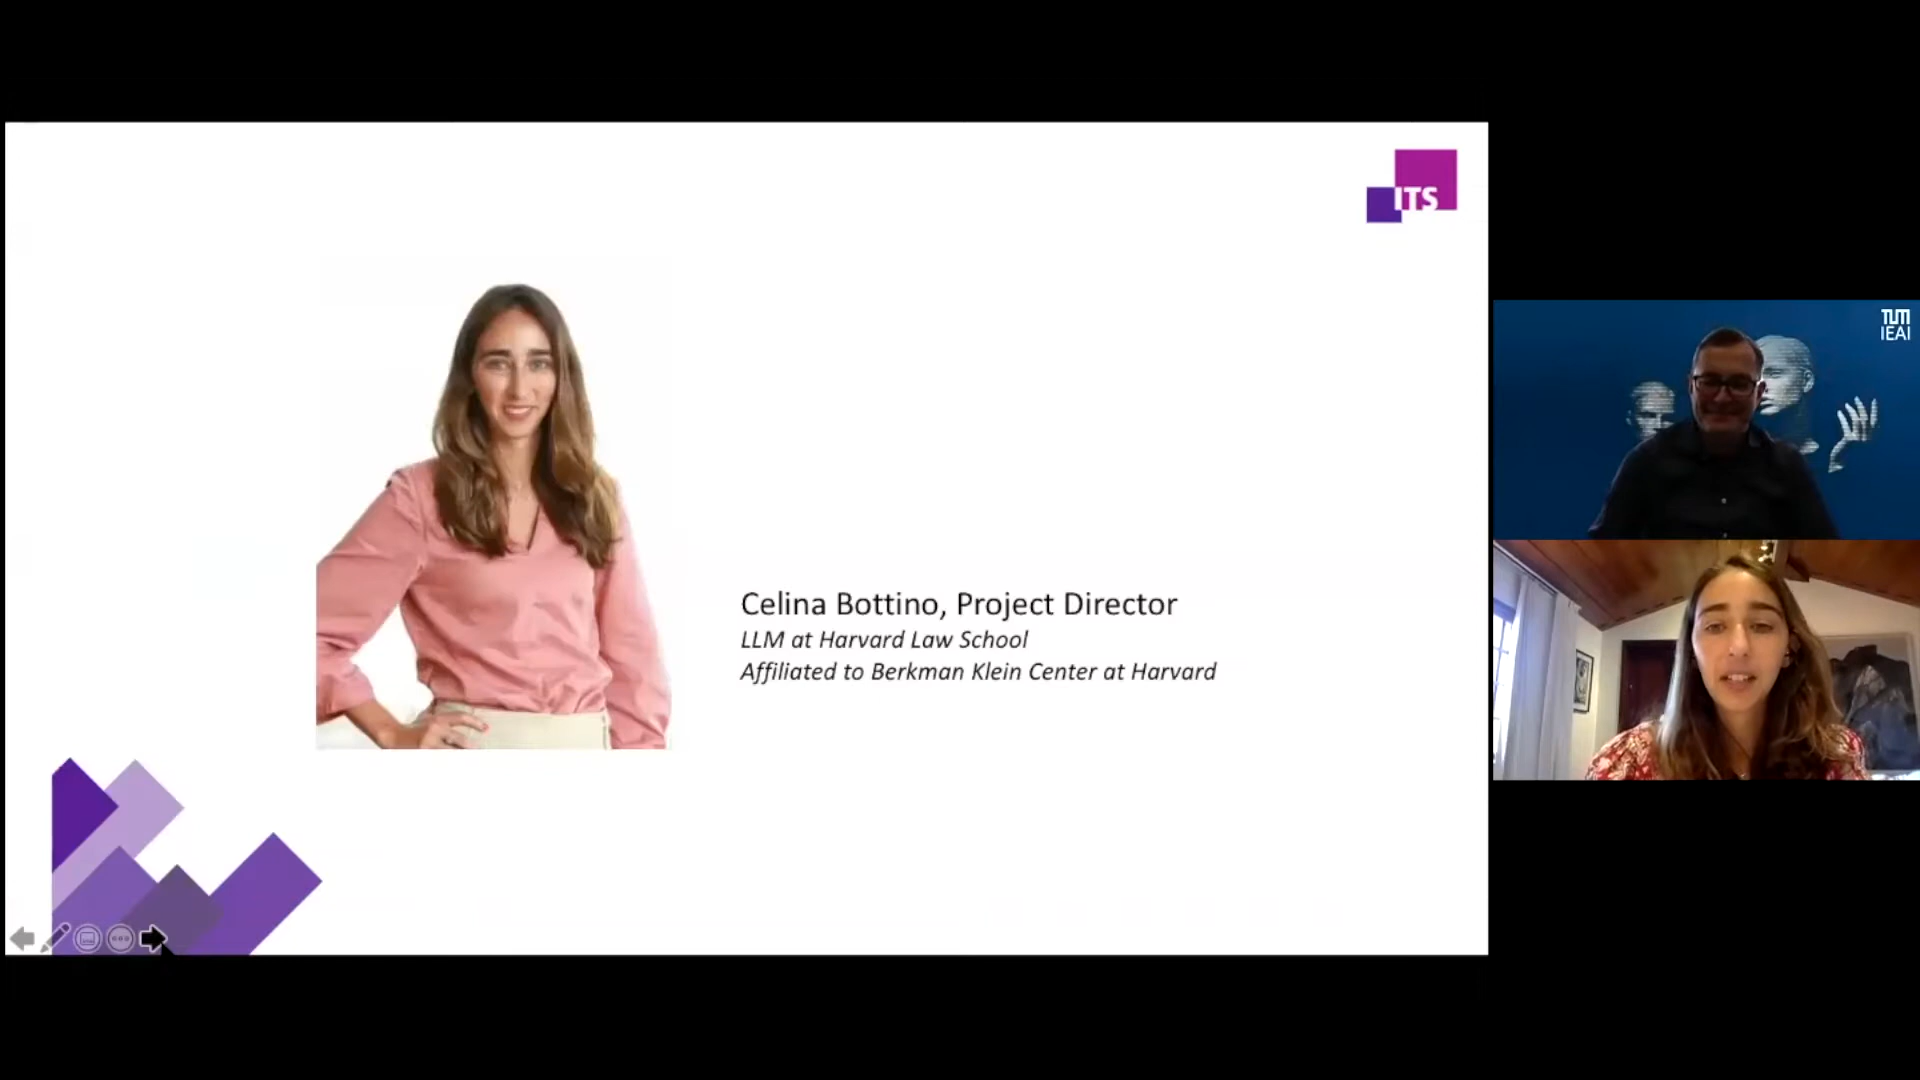 ITS
Celina Bottino, Project Director
LLM at Harvard Law School
Affiliated to Berkman Klein Center at Harvard
TUM
IEAI